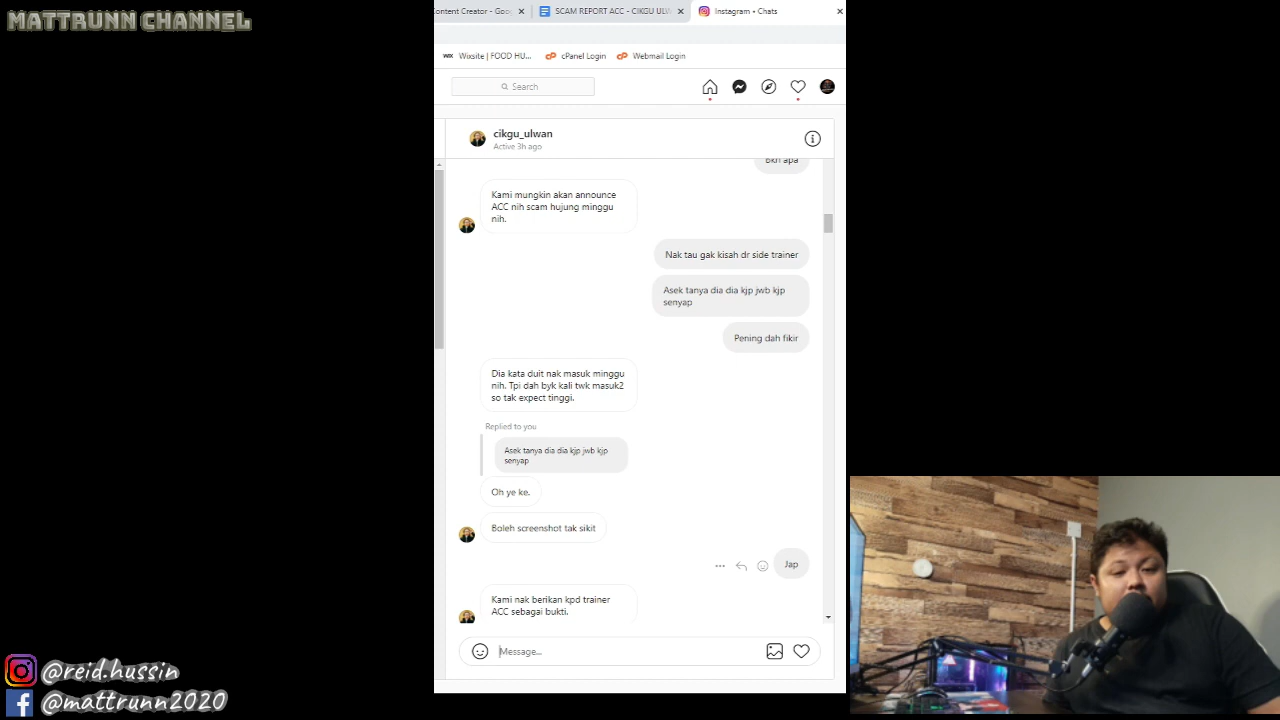 MATTRUNN CHANNEL
ontent Creator - Goo
SCAM REPORT ACC - CIKGU ULW
Instagram • Chats
WIX Wixsite | FOOD HU...
cPanel Login
Webmail Login
Search
cikgu_ulwan
Active 3h ago
bkn apa
Kami mungkin akan announce
ACC nih scam hujung minggu
nih.
Nak tau gak kisah dr side trainer
Asek tanya dia dia kjp jwb kjp
senyap
Pening dah fikir
Dia kata duit nak masuk minggu
nih. Tpi dah byk kali twk masuk2
so tak expect tinggi.
Replied to you
Asek tanya dia dia kjp jwb kjp
senyap
Oh ye ke.
Boleh screenshot tak sikit
Jap
Kami nak berikan kpd trainer
ACC sebagai bukti.
Message...
@reid.hussin
@mattrunn2020